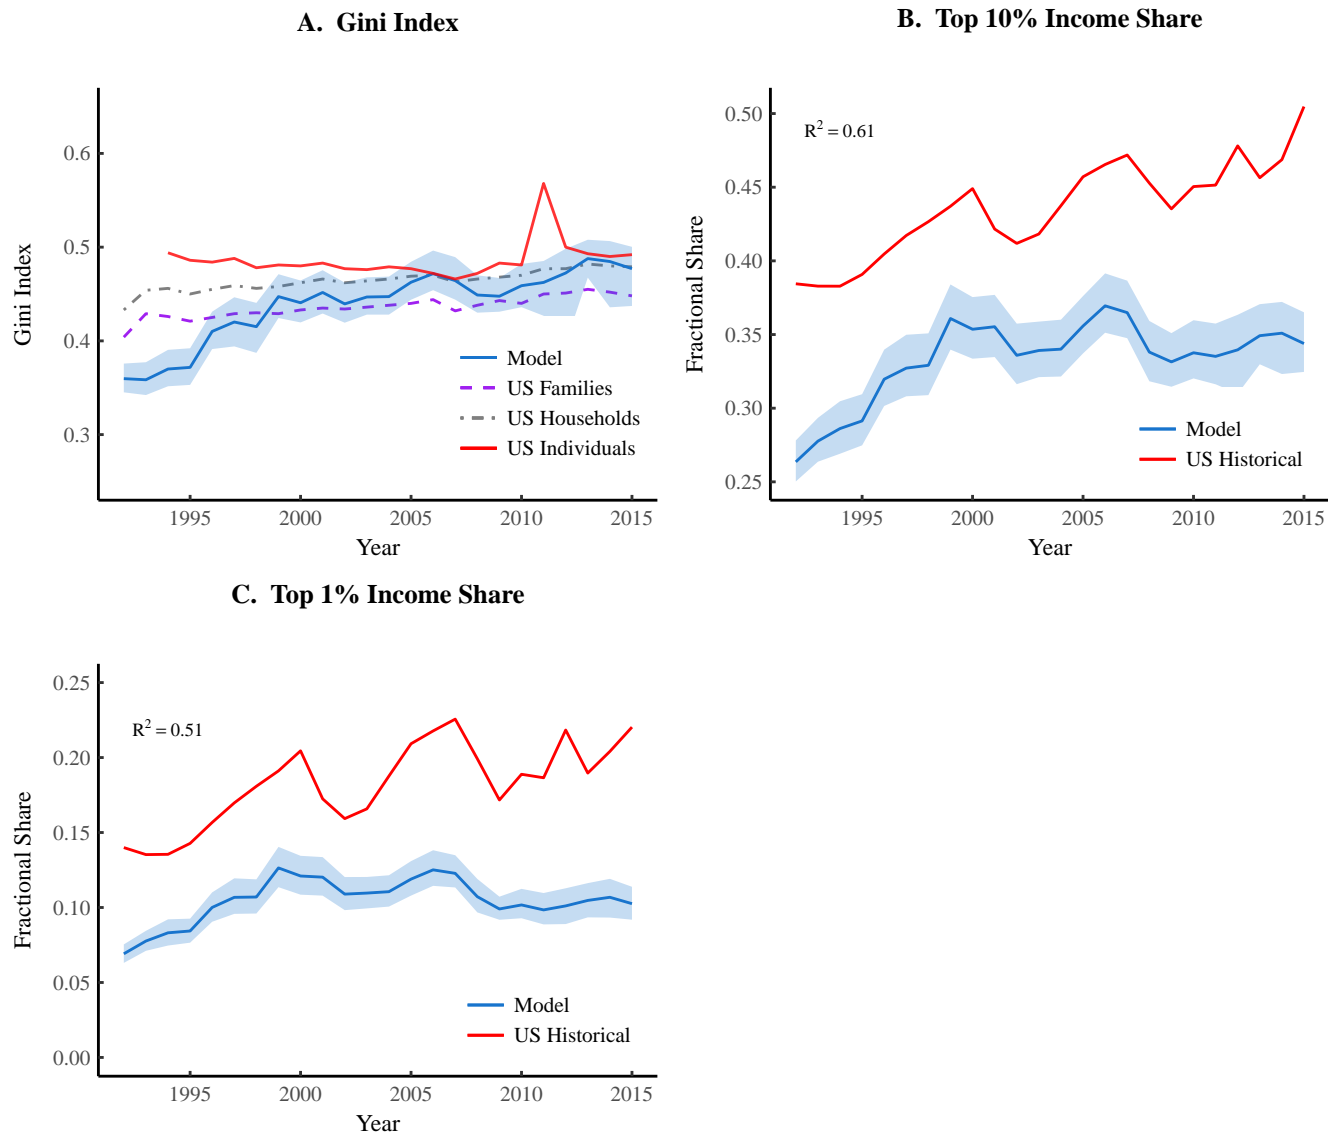 A. Gini Index
Gini Index
0.6
0.5
0.4
0.3
Model
US Families
US Households
US Individuals
1995 2000 2005 2010 2015
Year
B. Top 10% Income Share
Fractional Share
0.50
0.45
0.40
0.35
0.30
0.25
R² = 0.61
Model
US Historical
1995 2000 2005 2010 2015
Year
C. Top 1% Income Share
Fractional Share
0.25
0.20
0.15
0.10
0.05
0.00
R² = 0.51
Model
US Historical
1995 2000 2005 2010 2015
Year